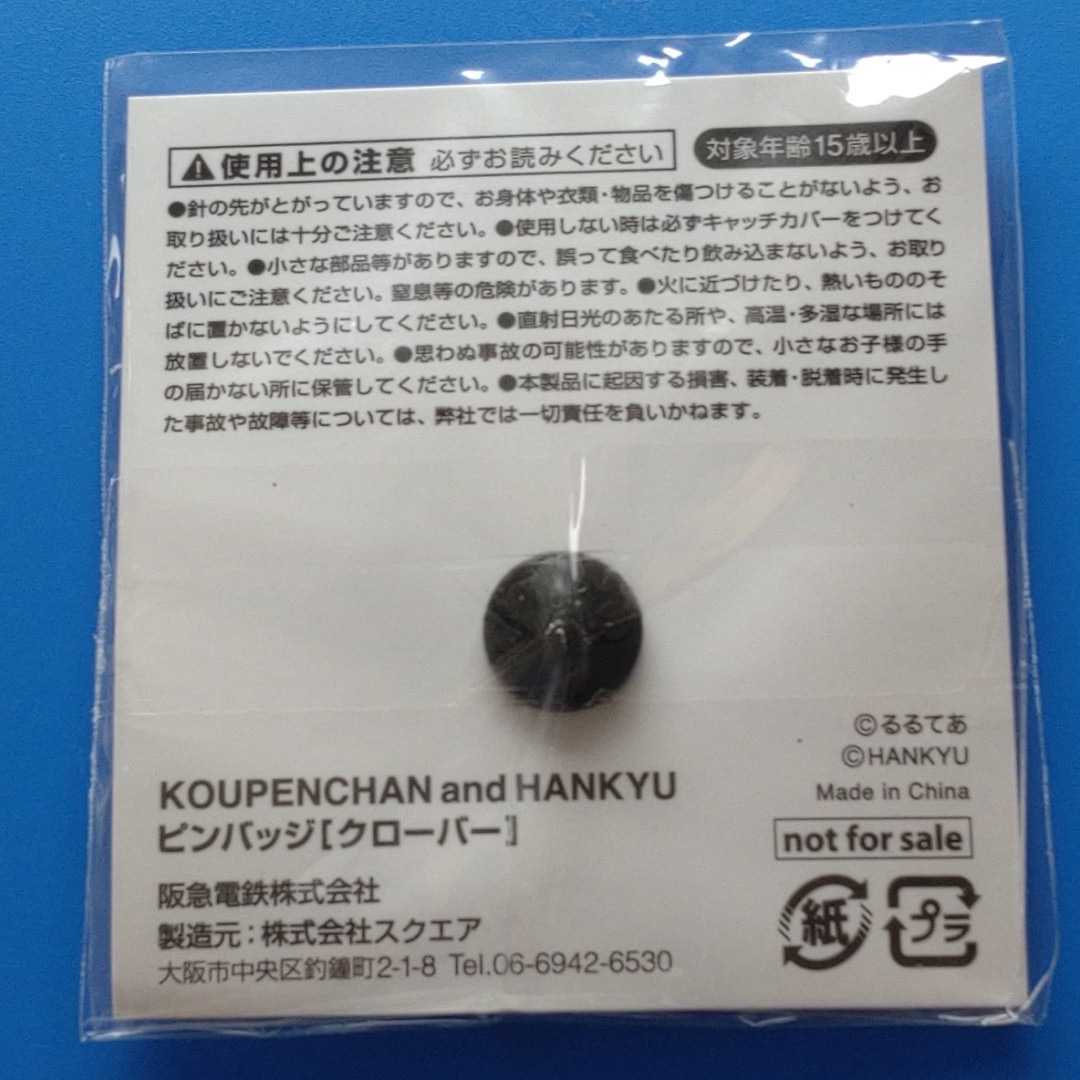 ⚠使用上の注意 必ずお読みください
対象年齢15歳以上
●針の先がとがっていますので、お身体や衣類・物品を傷つけることがないよう、お
取り扱いには十分ご注意ください。●使用しない時は必ずキャッチカバーをつけてく
ださい。●小さな部品等がありますので、誤って食べたり飲み込まないよう、お取り
扱いにご注意ください。窒息等の危険があります。●火に近づけたり、熱いもののそ
ばに置かないようにしてください。●直射日光のあたる所や、高温・多湿な場所には
放置しないでください。●思わぬ事故の可能性がありますので、小さなお子様の手
の届かない所に保管してください。●本製品に起因する損害、装着・脱着時に発生し
た事故や故障等については、弊社では一切責任を負いかねます。
©るるてあ
©HANKYU
Made in China
not for sale
KOUPENCHAN and HANKYU
ピンバッジ[クローバー]
阪急電鉄株式会社
製造元：株式会社スクエア
大阪市中央区釣鐘町2-1-8 Tel.06-6942-6530
紙
プラ